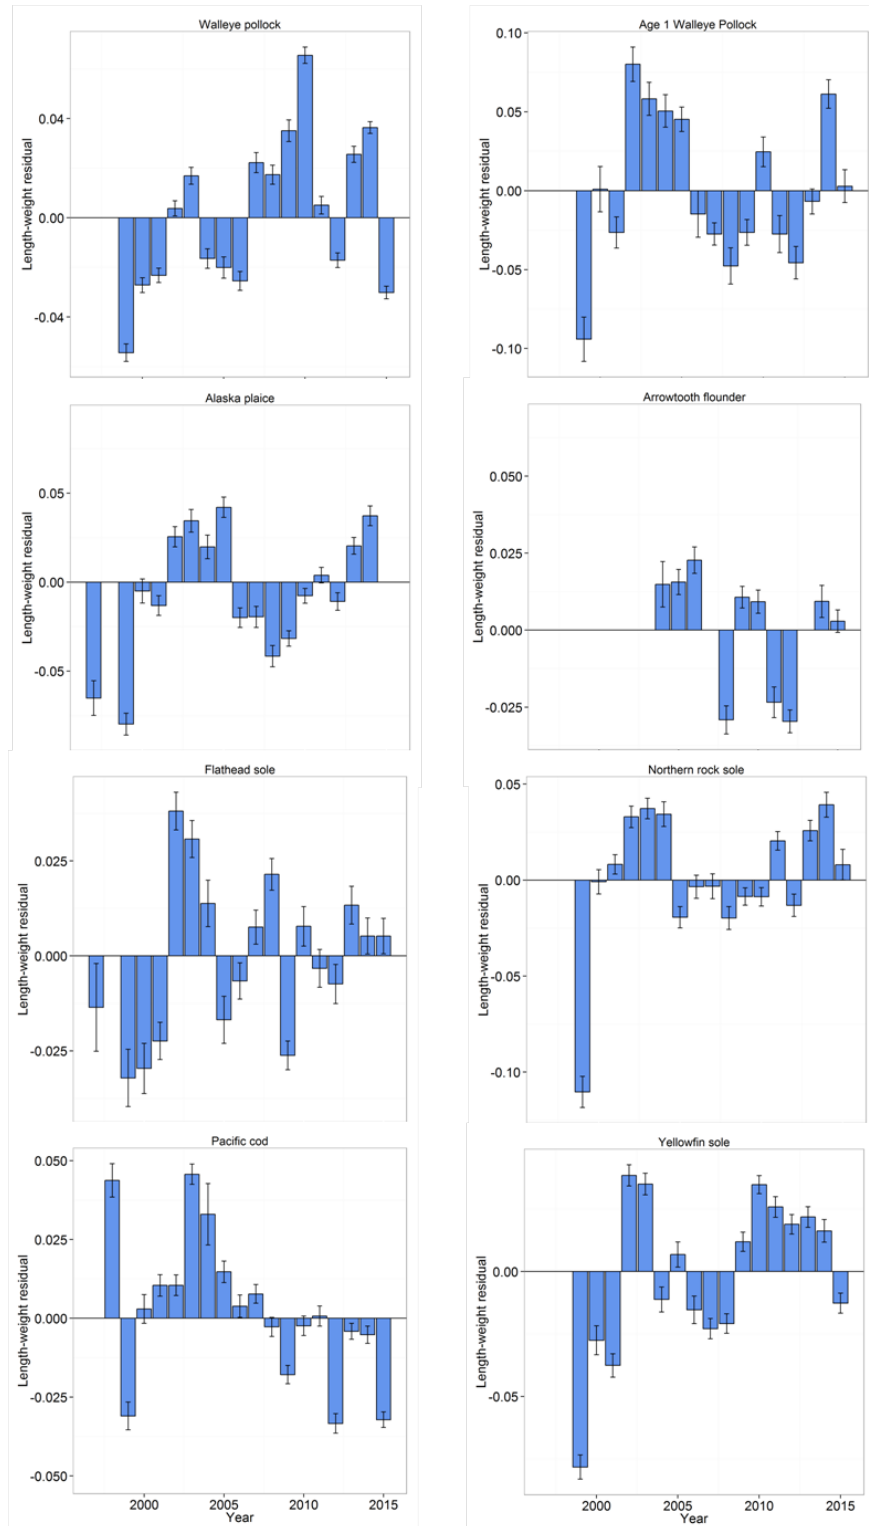 Walleye pollock
Length-weight residual
0.04
0.00
-0.04
Age 1 Walleye Pollock
Length-weight residual
0.10
0.05
0.00
-0.05
-0.10
Alaska plaice
Length-weight residual
0.05
0.00
-0.05
Arrowtooth flounder
Length-weight residual
0.050
0.025
0.000
-0.025
Flathead sole
Length-weight residual
0.025
0.000
-0.025
Northern rock sole
Length-weight residual
0.05
0.00
-0.05
-0.10
Pacific cod
Length-weight residual
0.050
0.025
0.000
-0.025
-0.050
2000 2005 2010 2015
Year
Yellowfin sole
Length-weight residual
0.00
-0.05
2000 2005 2010 2015
Year